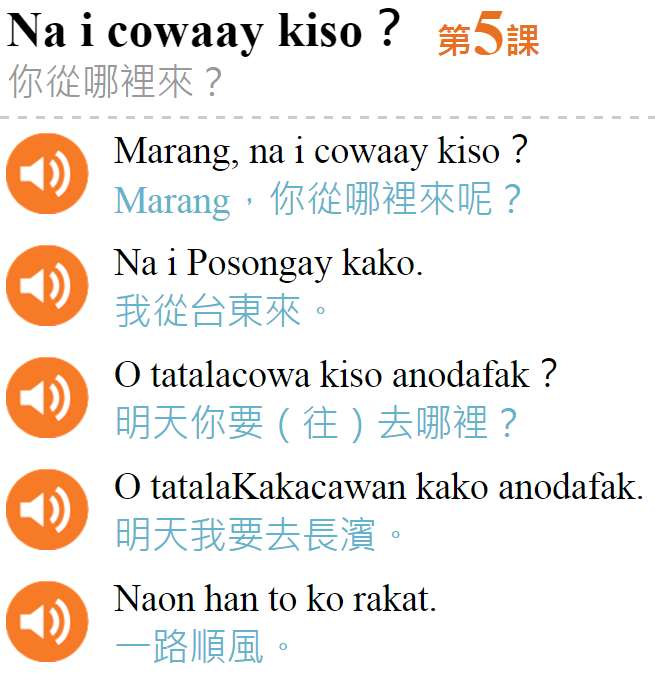 Na i cowaay kiso？ 第5課
你從哪裡來？
Marang, na i cowaay kiso？
Marang，你從哪裡來呢？
Na i Posongay kako.
我從台東來。
O tatalacowa kiso anodafak？
明天你要（往）去哪裡？
O tatalaKakacawan kako anodafak.
明天我要去長濱。
Naon han to ko rakat.
一路順風。